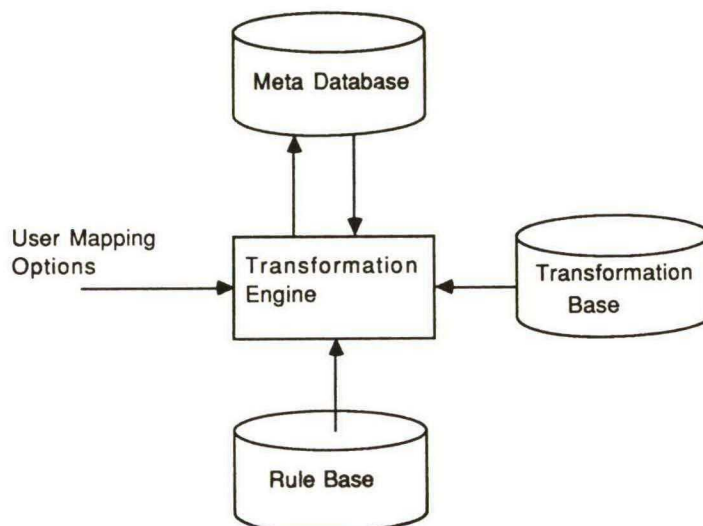 Meta Database
User Mapping
Options
Transformation
Engine
Transformation
Base
Rule Base